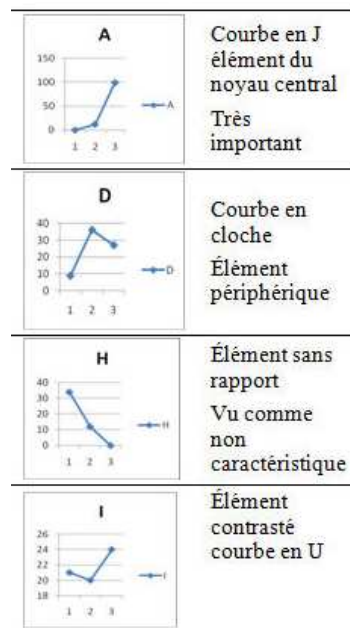 A
150
100
50
0
1 2 3
A
Courbe en J
élément du
noyau central
Très
important
D
40
30
20
10
0
1 2 3
D
Courbe en
cloche
Élément
périphérique
H
40
30
20
10
0
1 2 3
H
Élément sans
rapport
Vu comme
non
caractéristique
I
26
24
22
20
18
1 2 3
I
Élément
contrasté
courbe en U